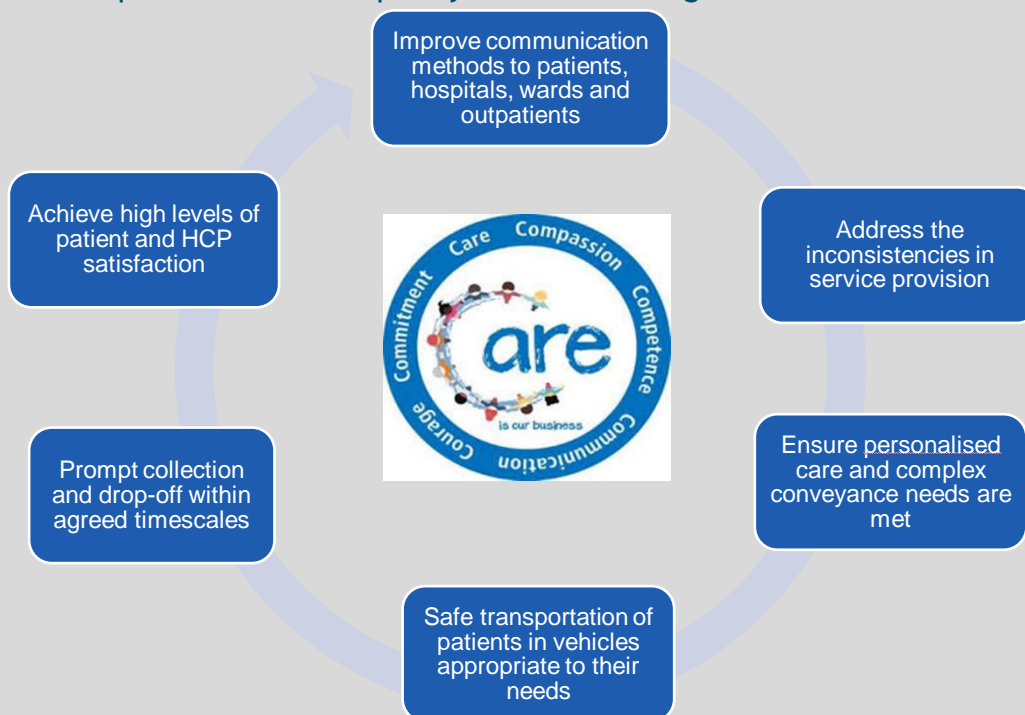 Improve communication
methods to patients,
hospitals, wards and
outpatients
Address the
inconsistencies in
service provision
Ensure personalised
care and complex
conveyance needs are
met
Safe transportation of
patients in vehicles
appropriate to their
needs
Prompt collection
and drop-off within
agreed timescales
Achieve high levels of
patient and HCP
satisfaction
Care Compassion Competence Communication Courage Commitment
Care
is our business